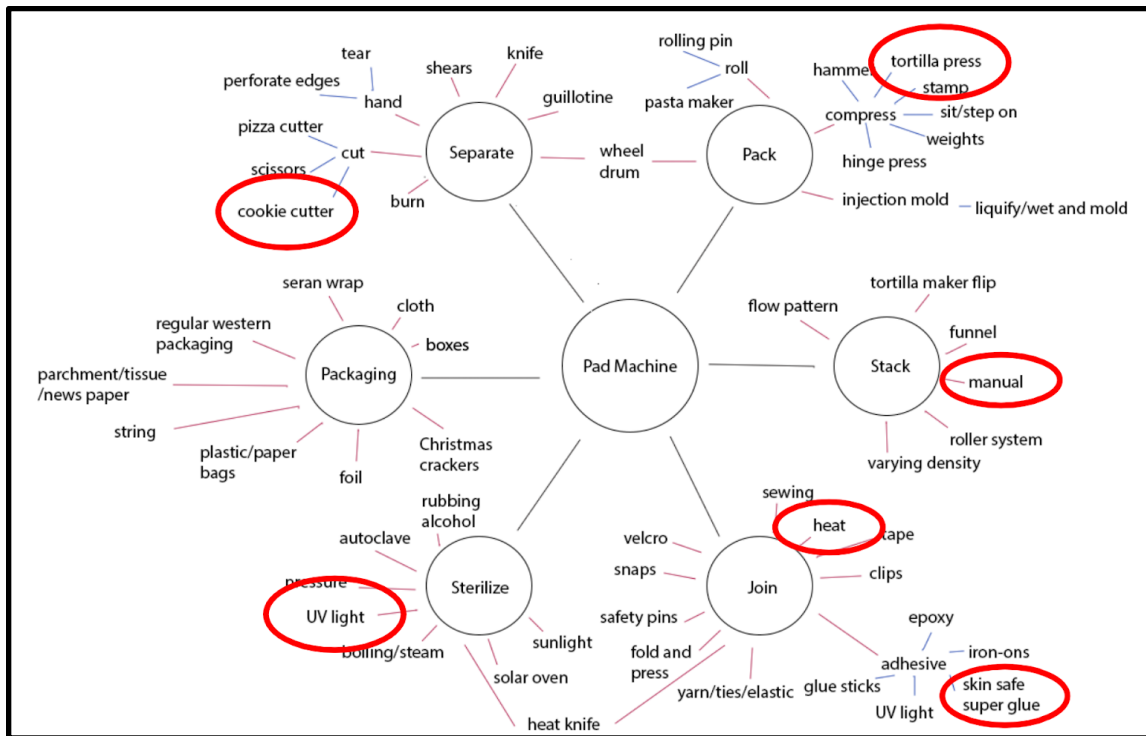 tear
perforate edges
hand
shears
knife
guillotine
pizza cutter
cut
scissors
cookie cutter
burn
Separate
wheel
drum
rolling pin
roll
pasta maker
Pack
hammer
tortilla press
stamp
compress
sit/step on
weights
hinge press
injection mold
liquify/wet and mold
seran wrap
cloth
boxes
regular western
packaging
Packaging
parchment/tissue
/news paper
string
plastic/paper
bags
foil
Christmas
crackers
Pad Machine
tortilla maker flip
flow pattern
funnel
Stack
manual
roller system
varying density
rubbing
alcohol
autoclave
pressure
Sterilize
UV light
boiling/steam
sunlight
solar oven
heat knife
sewing
heat
tape
velcro
snaps
Join
clips
safety pins
fold and
press
yarn/ties/elastic
epoxy
adhesive
iron-ons
glue sticks
skin safe
super glue
UV light